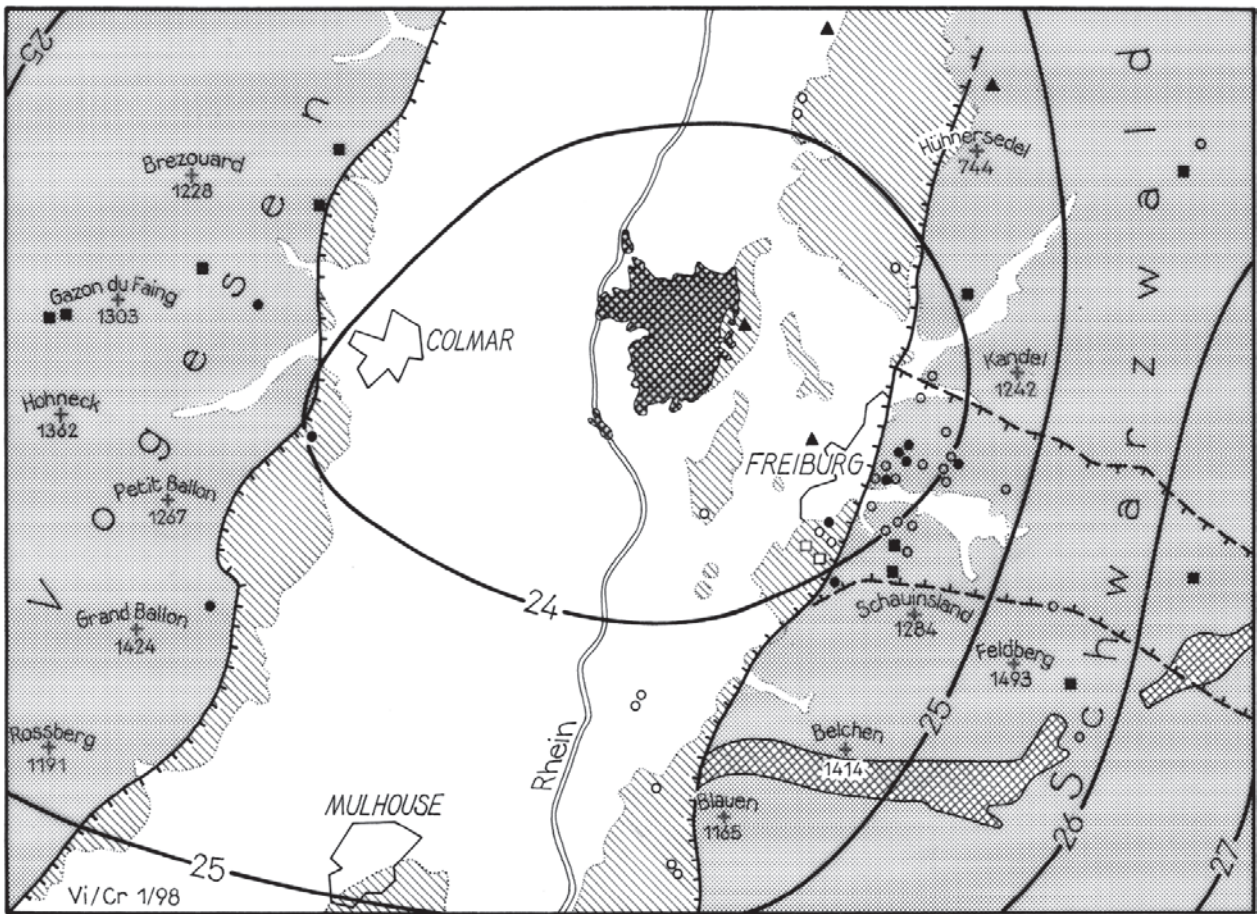 25
Vogesen
Brezouard
1228
Hühnersedel
744
Gazon du Faing
1303
COLMAR
Kandel
1242
Hohneck
1362
Petit Ballon
1267
FREIBURG
Schwarzwald
Grand Ballon
1424
24
Schauinsland
1284
Feldberg
1493
Rossberg
1191
Rhein
25
Belchen
1414
MULHOUSE
Blauen
1165
26
27
25
Vi/Cr 1/98